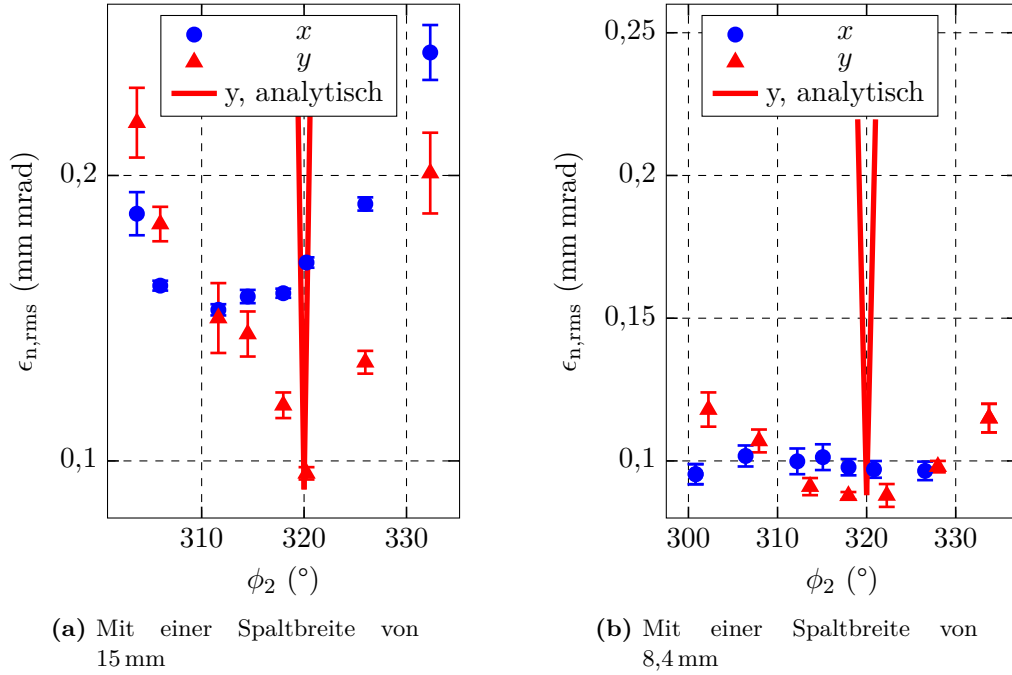 x
y
y, analytisch
0,2
0,1
ϵn,rms (mm mrad)
310 320 330
ϕ2 (°)
(a) Mit einer Spaltbreite von
15 mm
x
y
y, analytisch
0,25
0,2
0,15
0,1
ϵn,rms (mm mrad)
300 310 320 330
ϕ2 (°)
(b) Mit einer Spaltbreite von
8,4 mm